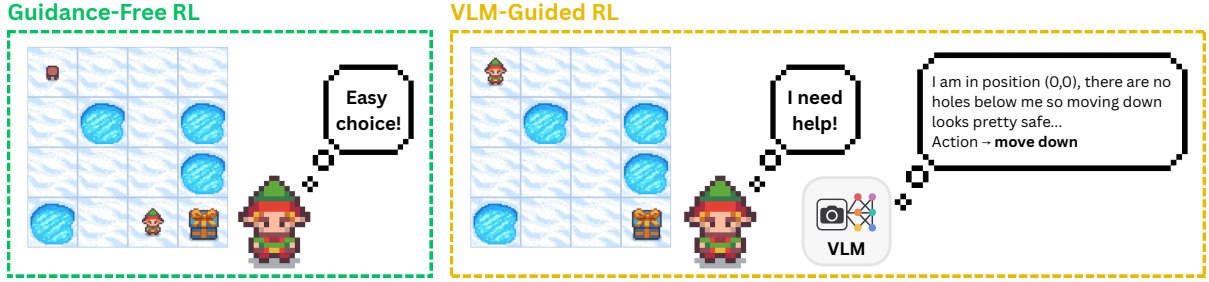 Guidance-Free RL
VLM-Guided RL
Easy
choice!
I need
help!
I am in position (0,0), there are no
holes below me so moving down
looks pretty safe...
Action → move down
VLM